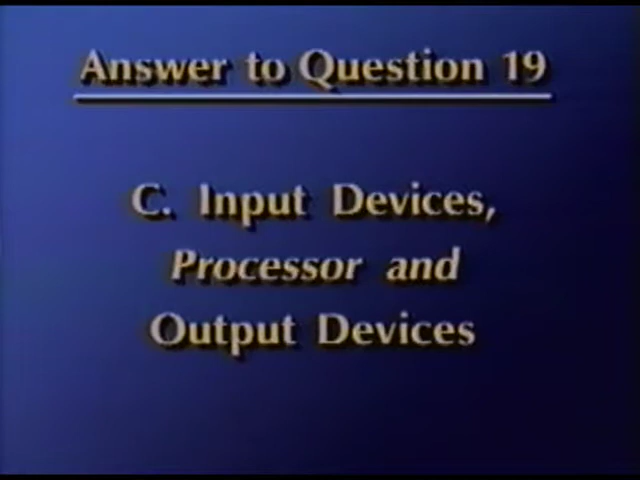 Answer to Question 19
C. Input Devices,
Processor and
Output Devices